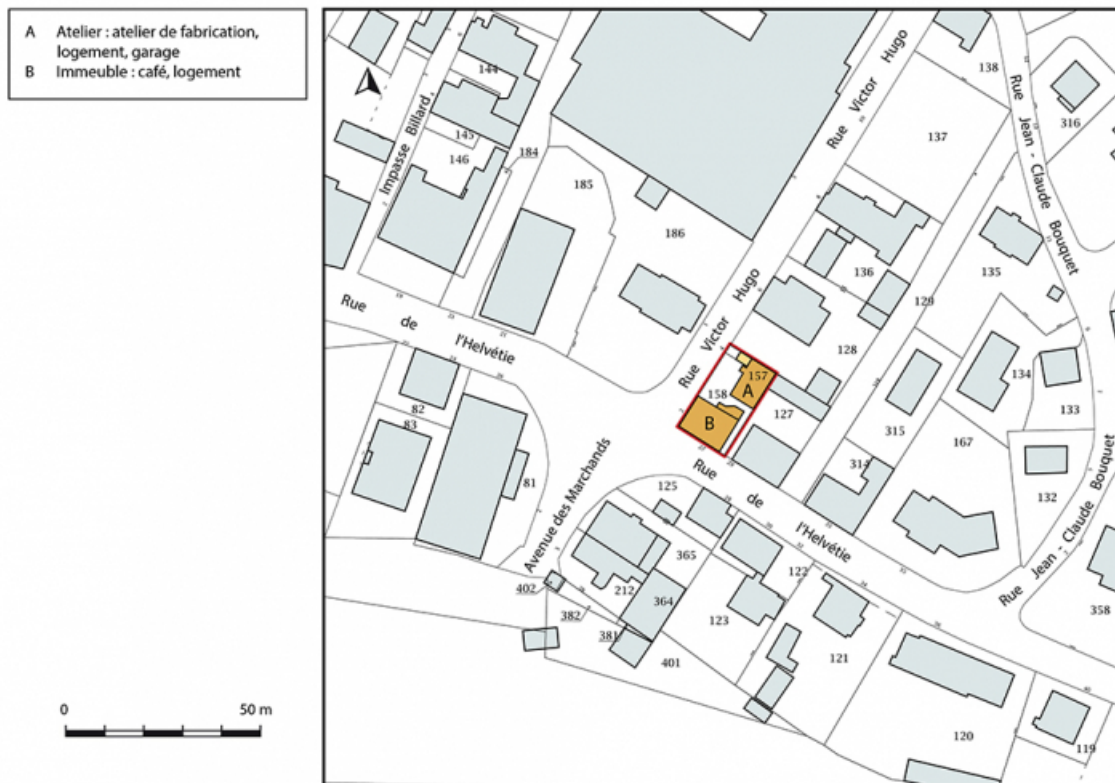 A Atelier : atelier de fabrication,
logement, garage
B Immeuble : café, logement
0 50 m
138
Rue Jean - Claude Bouquet
316
144
Impasse Billard
145
146
184
185
186
Rue Victor Hugo
137
136
135
129
128
Rue Victor Hugo
157
A
158
B
127
134
133
315
167
314
132
Rue de l'Helvétie
82
83
81
Avenue des Marchands
125
Rue de l'Helvétie
365
122
402
212
364
382
381
123
401
121
Rue Jean - Claude Bouquet
358
120
119